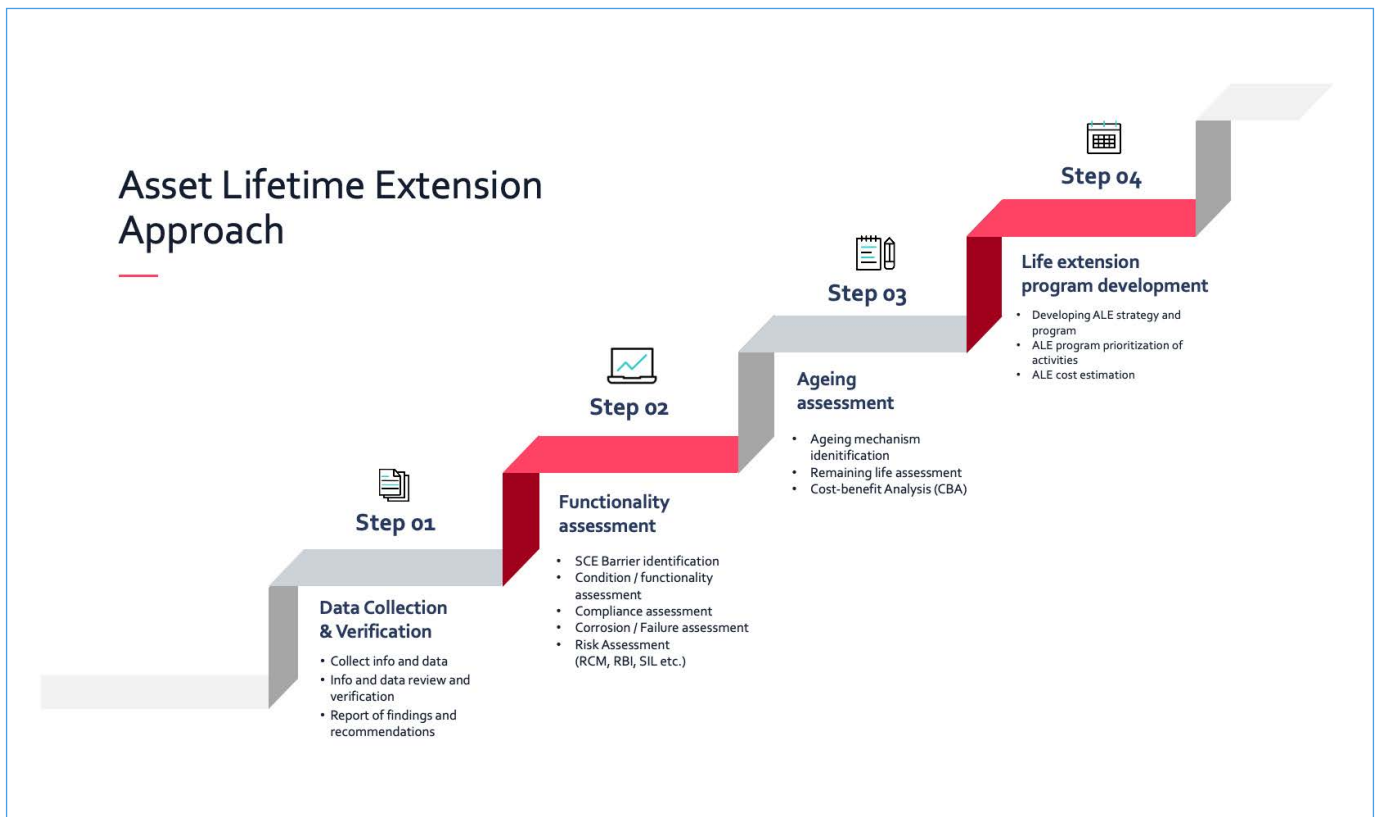 Asset Lifetime Extension
Approach
Step 01
Data Collection
& Verification
• Collect info and data
• Info and data review and
verification
• Report of findings and
recommendations
Step 02
Functionality
assessment
• SCE Barrier identification
• Condition / functionality
assessment
• Compliance assessment
• Corrosion / Failure assessment
• Risk Assessment
(RCM, RBI, SIL etc.)
Step 03
Ageing
assessment
• Ageing mechanism
idenitification
• Remaining life assessment
• Cost-benefit Analysis (CBA)
Step 04
Life extension
program development
• Developing ALE strategy and
program
• ALE program prioritization of
activities
• ALE cost estimation